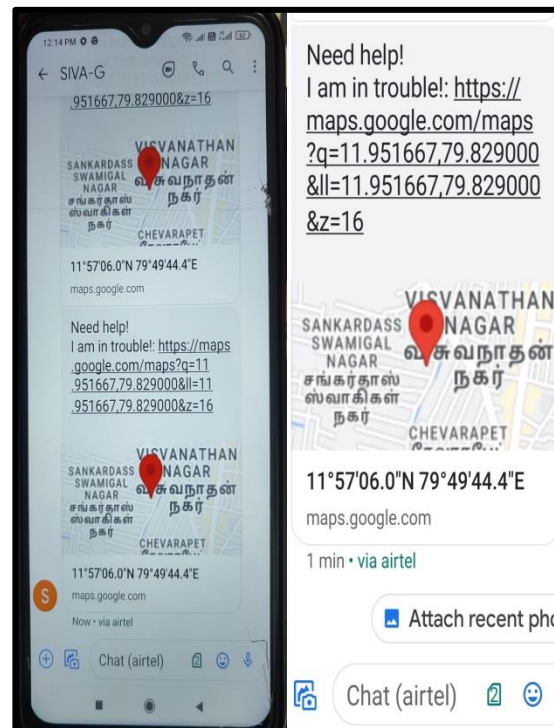 12:14 PM
SIVA-G
.951667,79.829000&z=16
VISVANATHAN
NAGAR
விசுவநாதன்
நகர்
SANKARDASS
SWAMIGAL
NAGAR
சங்கர்தாஸ்
ஸ்வாகிகள்
நகர்
CHEVARAPET
11°57'06.0"N 79°49'44.4"E
maps.google.com
Need help!
I am in trouble!: https://maps
.google.com/maps?q=11
.951667,79.829000&ll=11
.951667,79.829000&z=16
VISVANATHAN
NAGAR
விசுவநாதன்
நகர்
SANKARDASS
SWAMIGAL
NAGAR
சங்கர்தாஸ்
ஸ்வாகிகள்
நகர்
CHEVARAPET
11°57'06.0"N 79°49'44.4"E
maps.google.com
S
Now • via airtel
Chat (airtel)
2
Need help!
I am in trouble!: https://
maps.google.com/maps
?q=11.951667,79.829000
&ll=11.951667,79.829000
&z=16
VISVANATHAN
NAGAR
விசுவநாதன்
நகர்
SANKARDASS
SWAMIGAL
NAGAR
சங்கர்தாஸ்
ஸ்வாகிகள்
நகர்
CHEVARAPET
11°57'06.0"N 79°49'44.4"E
maps.google.com
1 min • via airtel
Attach recent pho
Chat (airtel)
2